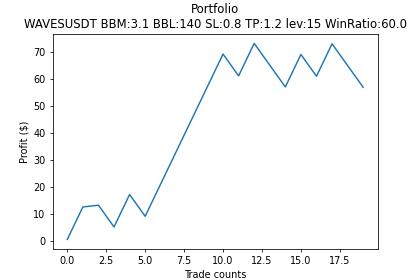 Portfolio
WAVESUSDT BBM:3.1 BBL:140 SL:0.8 TP:1.2 lev:15 WinRatio:60.0
70
60
50
40
30
20
10
0
Profit ($)
0.0 2.5 5.0 7.5 10.0 12.5 15.0 17.5
Trade counts